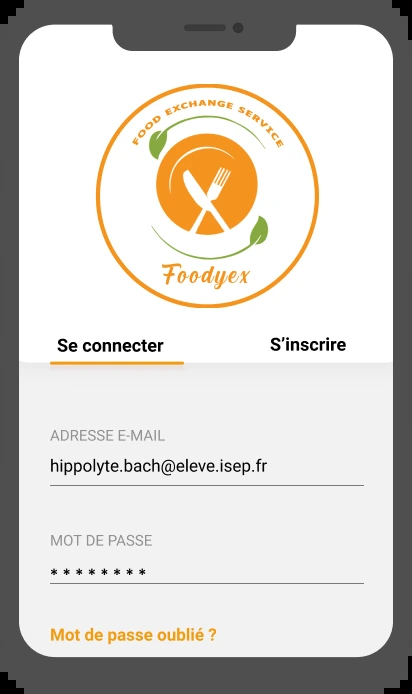 FOOD EXCHANGE SERVICE
Foodyex
Se connecter
S'inscrire
ADRESSE E-MAIL
hippolyte.bach@eleve.isep.fr
MOT DE PASSE
* * * * * * * *
Mot de passe oublié ?